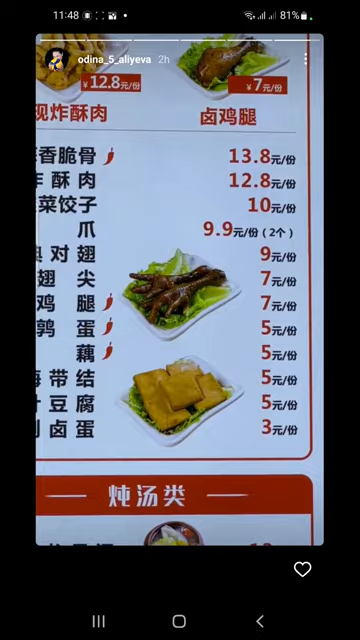 11:48
81%
odina_5_aliyeva 2h
¥12.8元/份
¥7元/份
现炸酥肉
卤鸡腿
香脆骨 13.8元/份
酥肉 12.8元/份
菜饺子 10元/份
爪 9.9元/份(2个)
对翅 9元/份
翅尖 7元/份
鸡腿 7元/份
鹑蛋 5元/份
藕 5元/份
带结 5元/份
豆腐 5元/份
卤蛋 3元/份
炖汤类